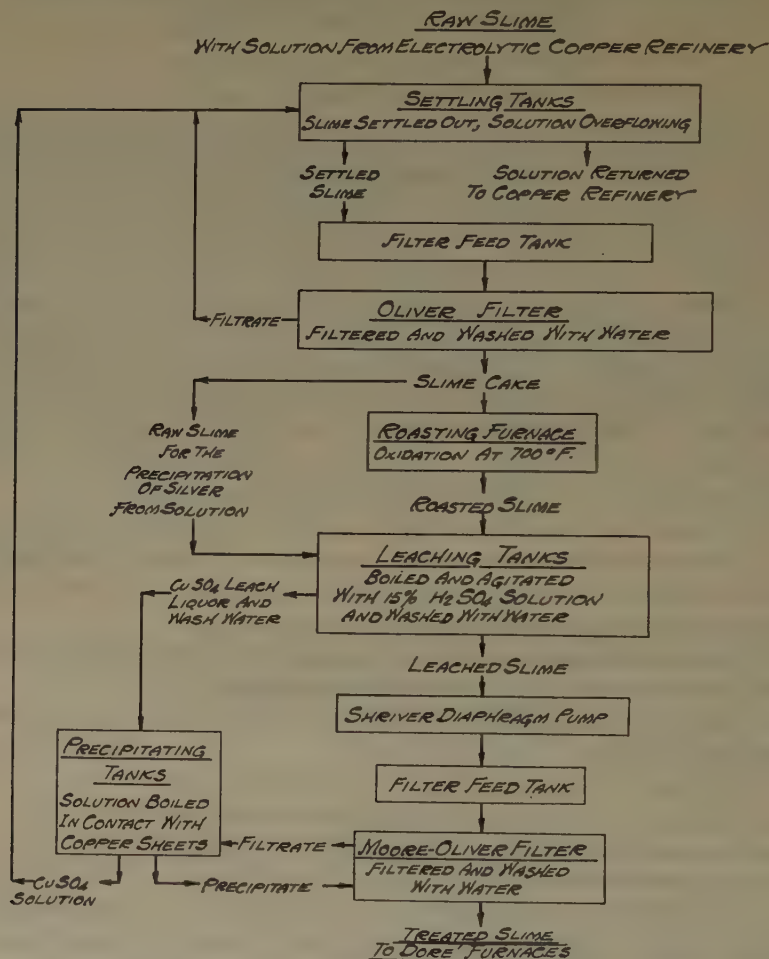 RAW SLIME
WITH SOLUTION FROM ELECTROLYTIC COPPER REFINERY
SETTLING TANKS
SLIME SETTLED OUT, SOLUTION OVERFLOWING
SETTLED
SLIME
SOLUTION RETURNED
TO COPPER REFINERY
FILTER FEED TANK
OLIVER FILTER
FILTERED AND WASHED WITH WATER
FILTRATE
SLIME CAKE
RAW SLIME
FOR THE
PRECIPITATION
OF SILVER
FROM SOLUTION
ROASTING FURNACE
OXIDATION AT 700°F.
ROASTED SLIME
LEACHING TANKS
BOILED AND AGITATED
WITH 15% H2SO4 SOLUTION
AND WASHED WITH WATER
CuSO4 LEACH
LIQUOR AND
WASH WATER
LEACHED SLIME
SHRIVER DIAPHRAGM PUMP
PRECIPITATING
TANKS
SOLUTION BOILED
IN CONTACT WITH
COPPER SHEETS
FILTER FEED TANK
FILTRATE
MOORE-OLIVER FILTER
FILTERED AND WASHED
WITH WATER
CuSO4
SOLUTION
PRECIPITATE
TREATED SLIME
TO DORE' FURNACES